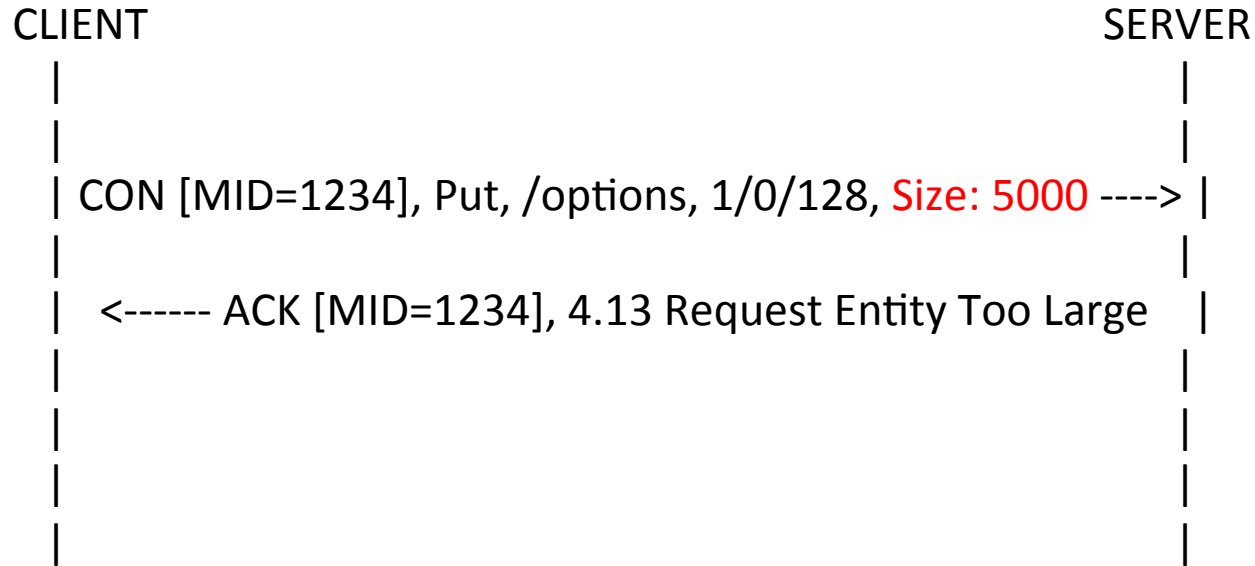 CLIENT SERVER
| |
| |
| CON [MID=1234], Put, /options, 1/0/128, Size: 5000 ----> |
| |
| <------ ACK [MID=1234], 4.13 Request Entity Too Large |
| |
| |
| |
| |